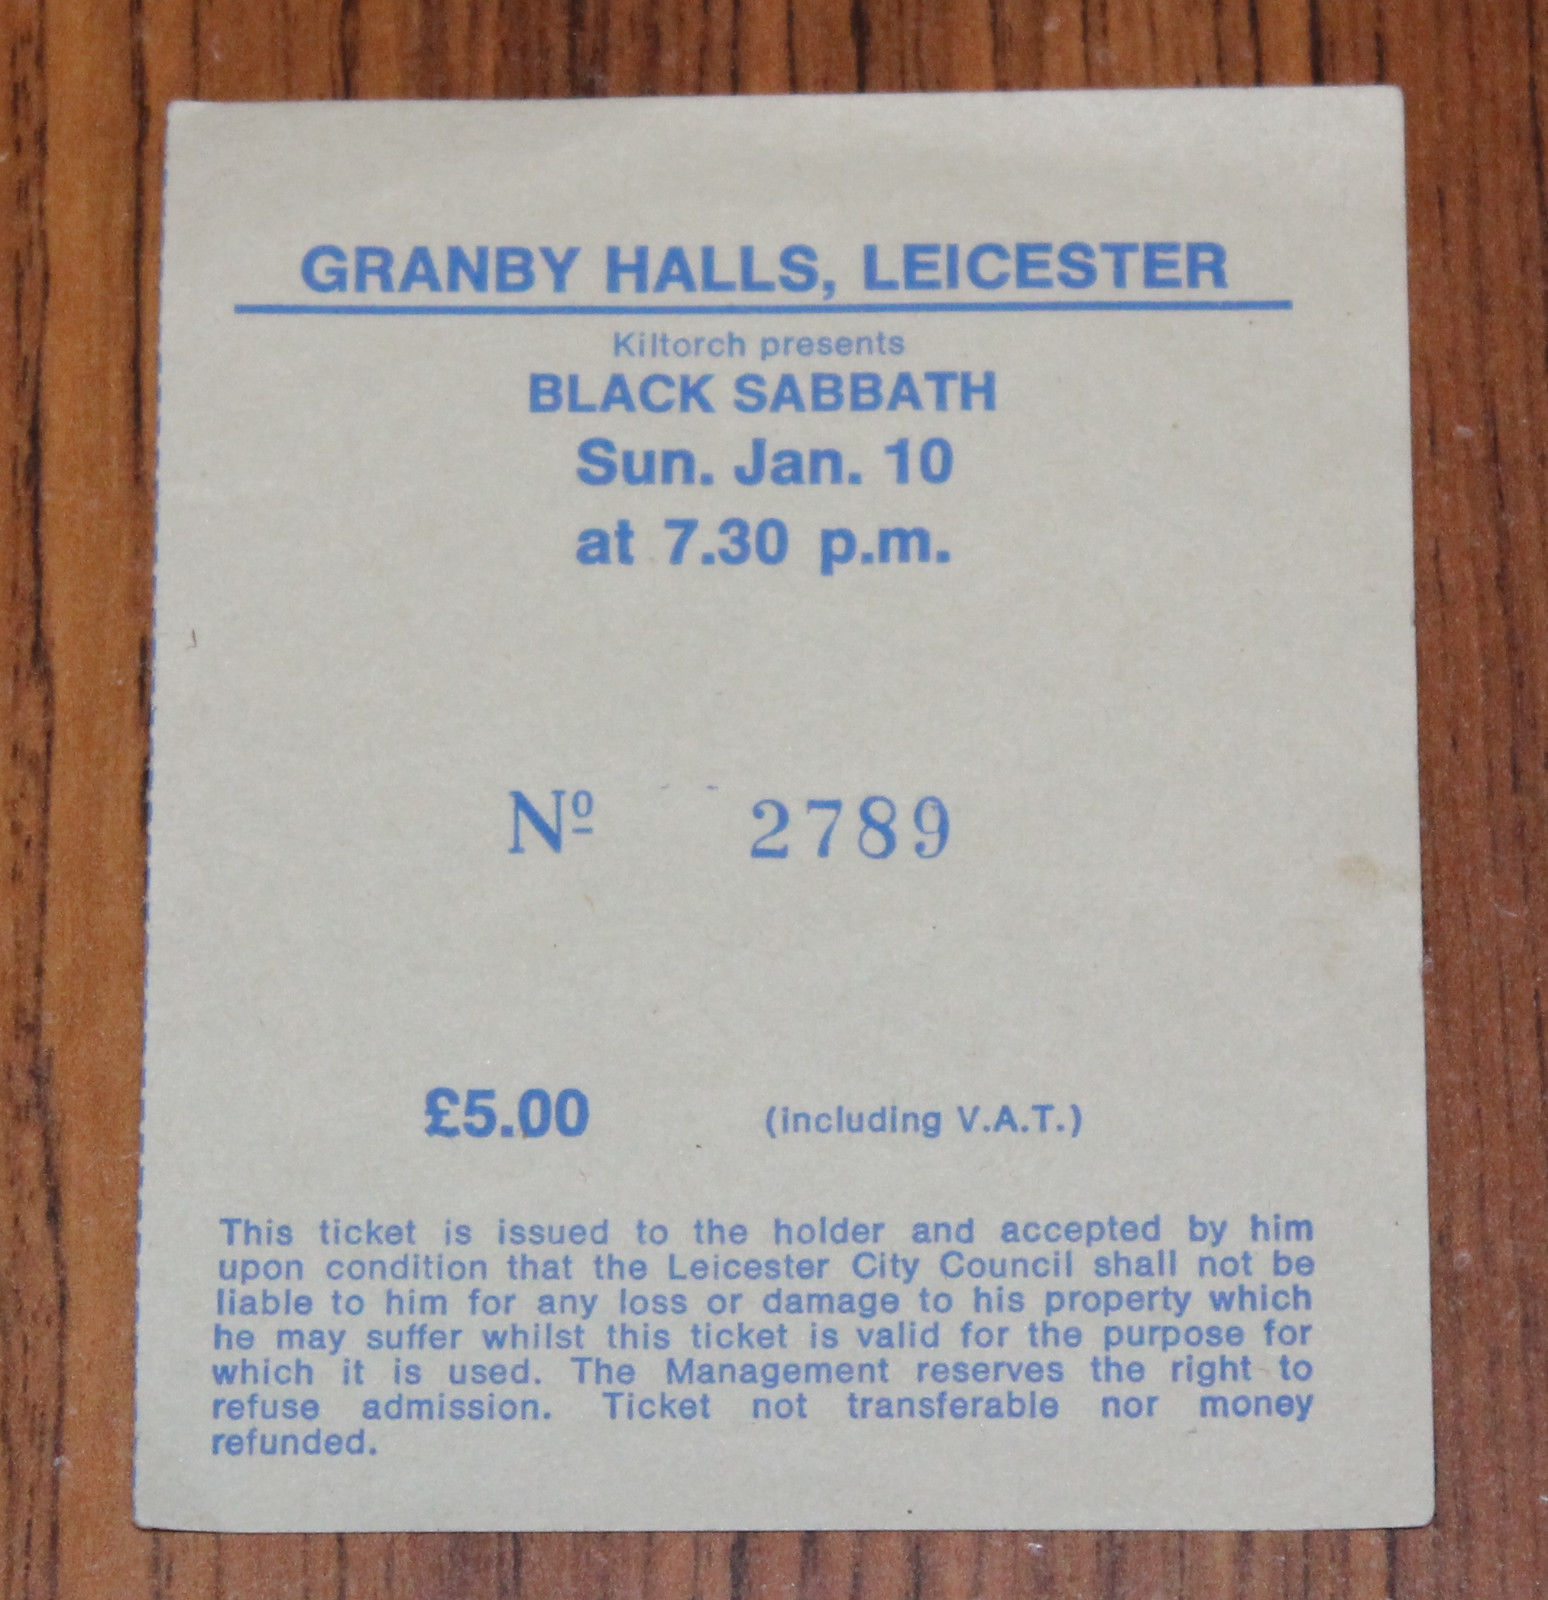 GRANBY HALLS, LEICESTER
Kiltorch presents
BLACK SABBATH
Sun. Jan. 10
at 7.30 p.m.
Nº 2789
£5.00 (including V.A.T.)
This ticket is issued to the holder and accepted by him
upon condition that the Leicester City Council shall not be
liable to him for any loss or damage to his property which
he may suffer whilst this ticket is valid for the purpose for
which it is used. The Management reserves the right to
refuse admission. Ticket not transferable nor money
refunded.